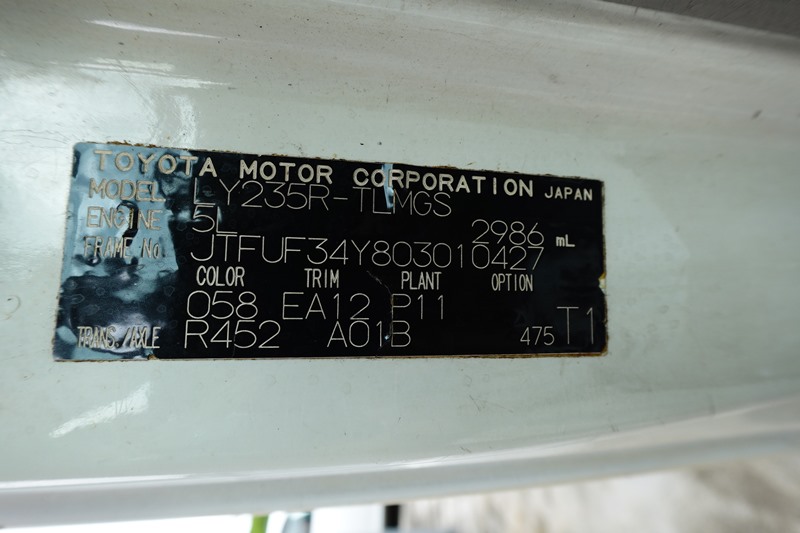 TOYOTA MOTOR CORPORATION JAPAN
MODEL LY235R-TLMGS
ENGINE 5L 2986 mL
FRAME No. JTFUF34Y803010427
COLOR TRIM PLANT OPTION
058 EA12 P11
TRANS./AXLE R452 A01B 475 T1